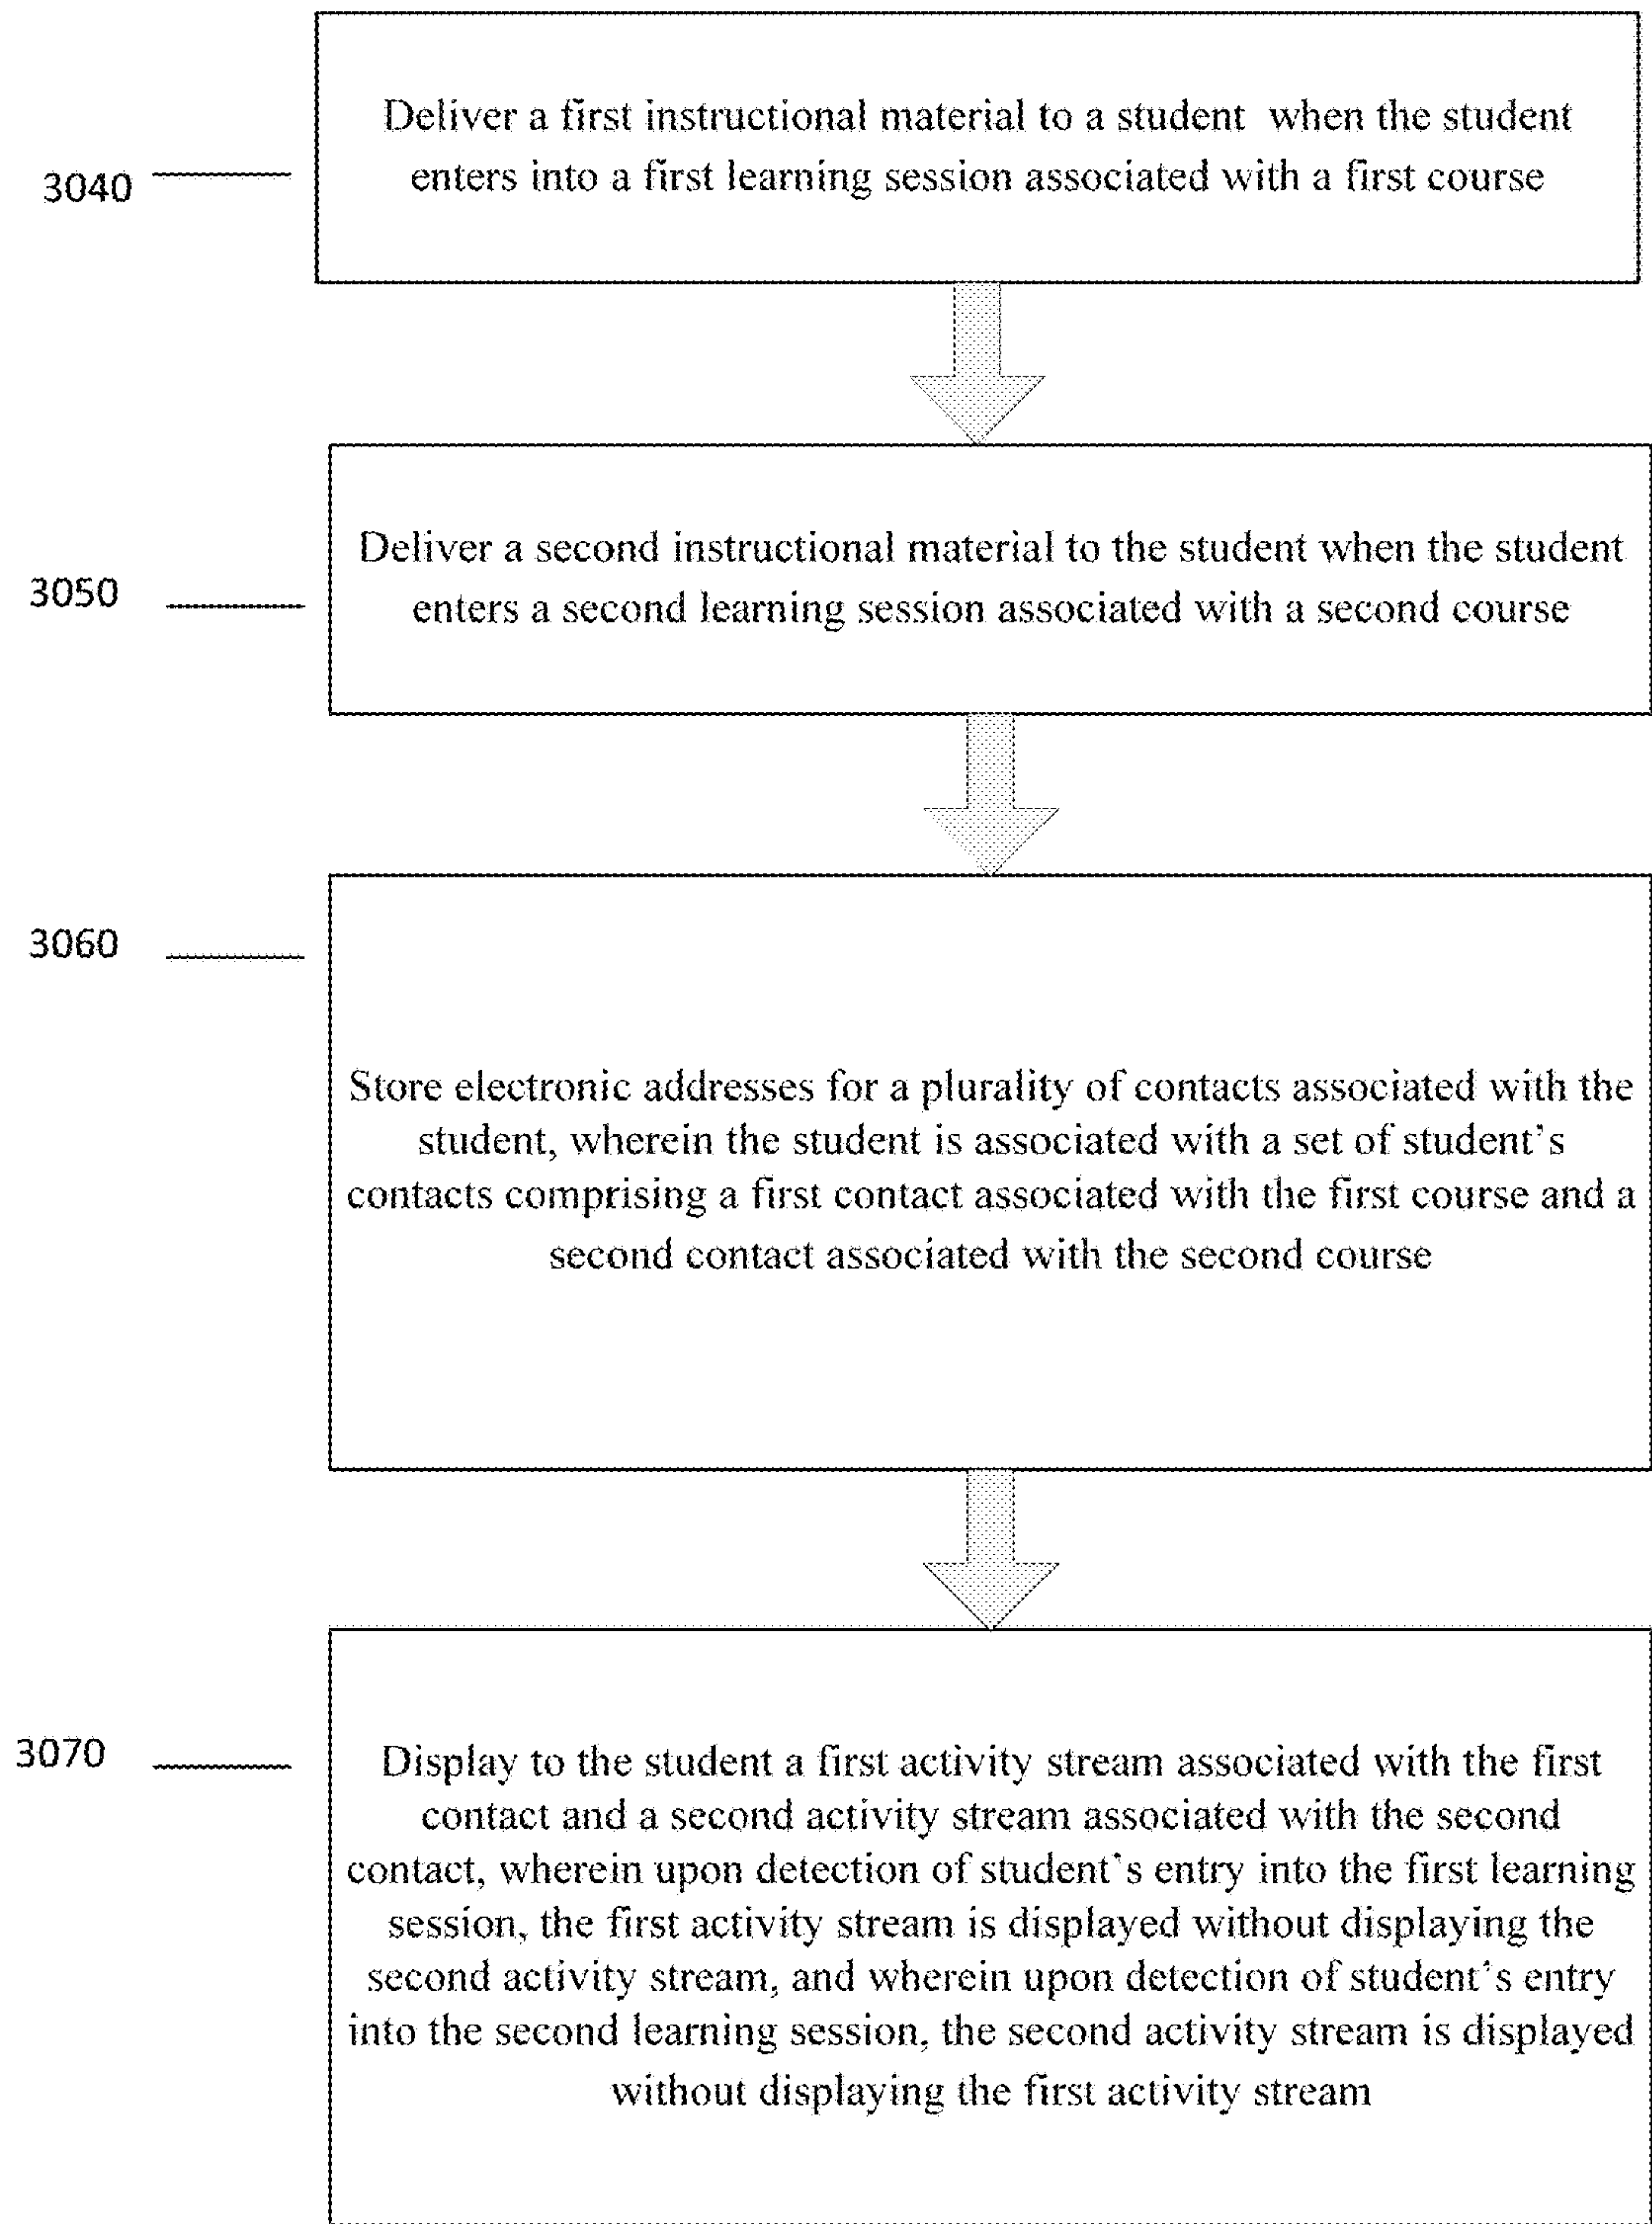 Deliver a first instructional material to a student when the student
3040
enters into a first learning session associated with a first course
Deliver a second instructional material to the student when the student
3050
enters a second learning session associated with a second course
3060
Store electronic addresses for a plurality of contacts associated with the
student, wherein the student is associated with a set of student's
contacts comprising a first contact associated with the first course and a
second contact associated with the second course
3070
Display to the student a first activity stream associated with the first
contact and a second activity stream associated with the second
contact, wherein upon detection of student's entry into the first learning
session, the first activity stream is displayed without displaying the
second activity stream, and wherein upon detection of student's entry
into the second learning session, the second activity stream is displayed
without displaying the first activity stream